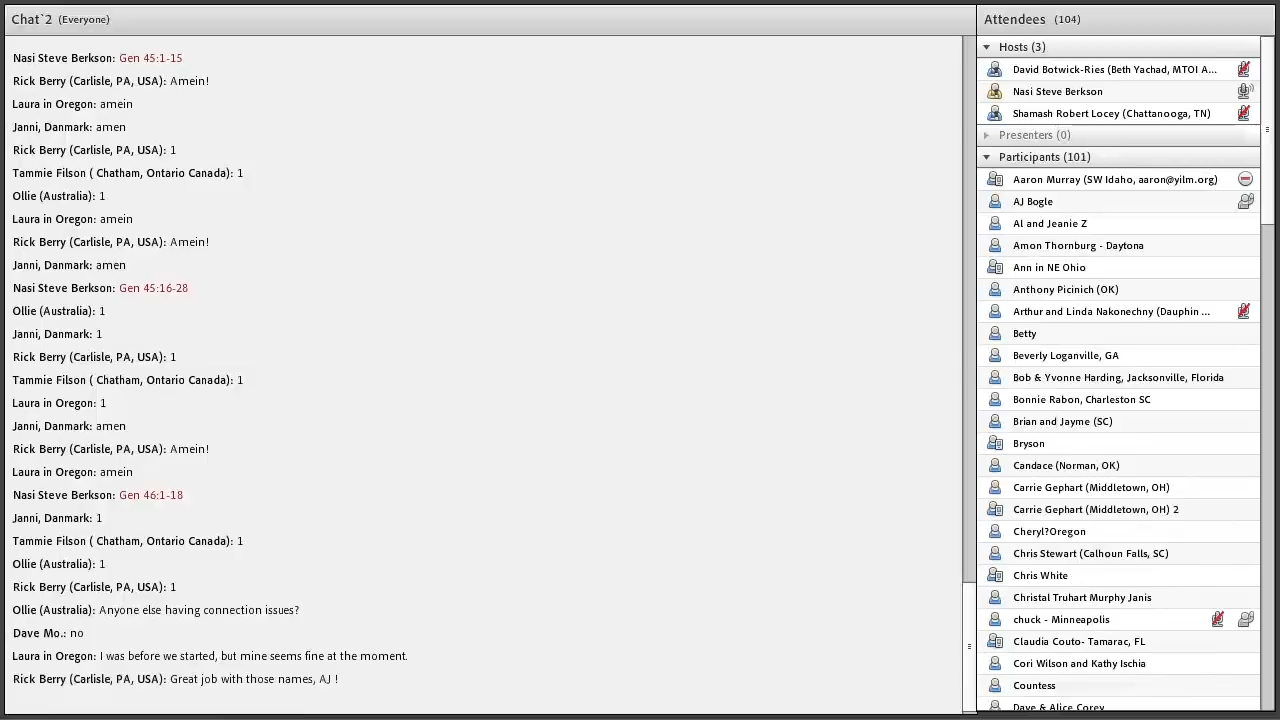 Chat`2 (Everyone)
Nasi Steve Berkson: Gen 45:1-15
Rick Berry (Carlisle, PA, USA): Amein!
Laura in Oregon: amein
Janni, Danmark: amen
Rick Berry (Carlisle, PA, USA): 1
Tammie Filson ( Chatham, Ontario Canada): 1
Ollie (Australia): 1
Laura in Oregon: amein
Rick Berry (Carlisle, PA, USA): Amein!
Janni, Danmark: amen
Nasi Steve Berkson: Gen 45:16-28
Ollie (Australia): 1
Janni, Danmark: 1
Rick Berry (Carlisle, PA, USA): 1
Tammie Filson ( Chatham, Ontario Canada): 1
Laura in Oregon: 1
Janni, Danmark: amen
Rick Berry (Carlisle, PA, USA): Amein!
Laura in Oregon: amein
Nasi Steve Berkson: Gen 46:1-18
Janni, Danmark: 1
Tammie Filson ( Chatham, Ontario Canada): 1
Ollie (Australia): 1
Rick Berry (Carlisle, PA, USA): 1
Ollie (Australia): Anyone else having connection issues?
Dave Mo.: no
Laura in Oregon: I was before we started, but mine seems fine at the moment.
Rick Berry (Carlisle, PA, USA): Great job with those names, AJ !
Attendees (104)
Hosts (3)
David Botwick-Ries (Beth Yachad, MTOI A...
Nasi Steve Berkson
Shamash Robert Locey (Chattanooga, TN)
Presenters (0)
Participants (101)
Aaron Murray (SW Idaho, aaron@yilm.org)
AJ Bogle
Al and Jeanie Z
Amon Thornburg - Daytona
Ann in NE Ohio
Anthony Picinich (OK)
Arthur and Linda Nakonechny (Dauphin ...
Betty
Beverly Loganville, GA
Bob & Yvonne Harding, Jacksonville, Florida
Bonnie Rabon, Charleston SC
Brian and Jayme (SC)
Bryson
Candace (Norman, OK)
Carrie Gephart (Middletown, OH)
Carrie Gephart (Middletown, OH) 2
Cheryl?Oregon
Chris Stewart (Calhoun Falls, SC)
Chris White
Christal Truhart Murphy Janis
chuck - Minneapolis
Claudia Couto- Tamarac, FL
Cori Wilson and Kathy Ischia
Countess
Dave & Alice Corey